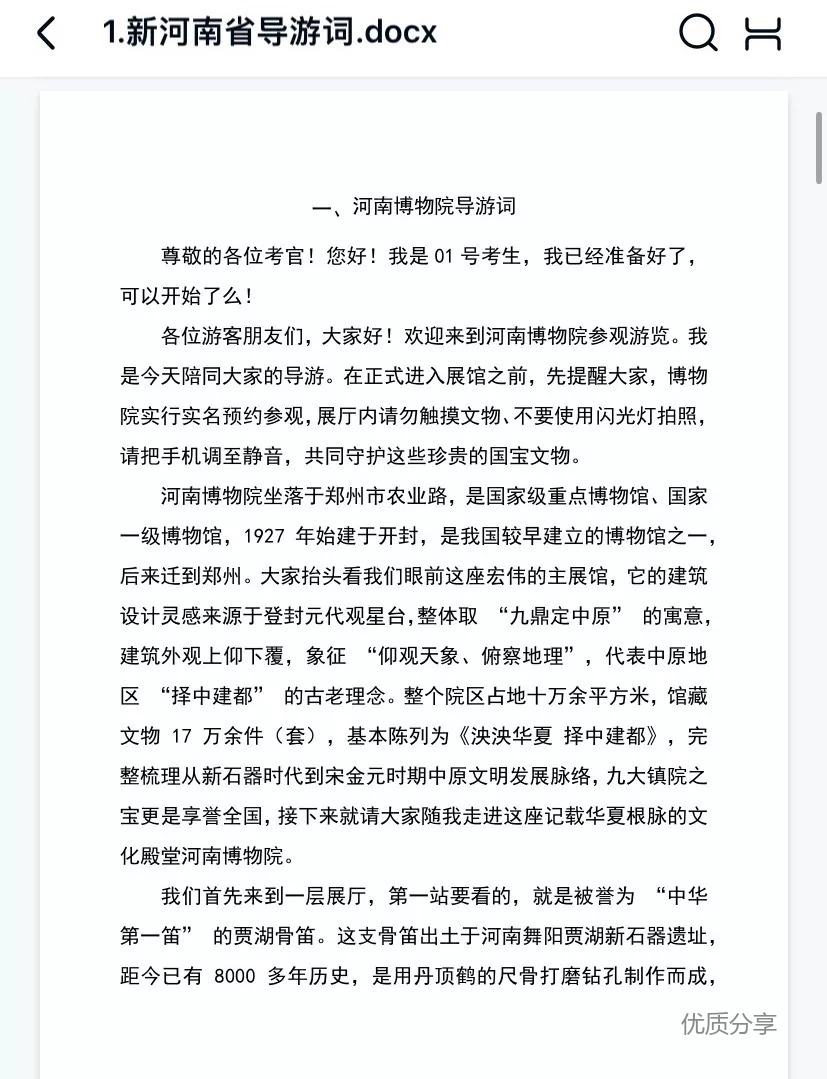 1.新河南省导游词.docx
一、河南博物院导游词
尊敬的各位考官！您好！我是 01 号考生，我已经准备好了，
可以开始了么！
各位游客朋友们，大家好！欢迎来到河南博物院参观游览。我
是今天陪同大家的导游。在正式进入展馆之前，先提醒大家，博物
院实行实名预约参观，展厅内请勿触摸文物、不要使用闪光灯拍照，
请把手机调至静音，共同守护这些珍贵的国宝文物。
河南博物院坐落于郑州市农业路，是国家级重点博物馆、国家
一级博物馆，1927 年始建于开封，是我国较早建立的博物馆之一，
后来迁到郑州。大家抬头看我们眼前这座宏伟的主展馆，它的建筑
设计灵感来源于登封元代观星台，整体取 “九鼎定中原” 的寓意，
建筑外观上仰下覆，象征 “仰观天象、俯察地理”，代表中原地
区 “择中建都” 的古老理念。整个院区占地十万余平方米，馆藏
文物 17 万余件（套），基本陈列为《泱泱华夏 择中建都》，完
整梳理从新石器时代到宋金元时期中原文明发展脉络，九大镇院之
宝更是享誉全国，接下来就请大家随我走进这座记载华夏根脉的文
化殿堂河南博物院。
我们首先来到一层展厅，第一站要看的，就是被誉为 “中华
第一笛” 的贾湖骨笛。这支骨笛出土于河南舞阳贾湖新石器遗址，
距今已有 8000 多年历史，是用丹顶鹤的尺骨打磨钻孔制作而成，
优质分享